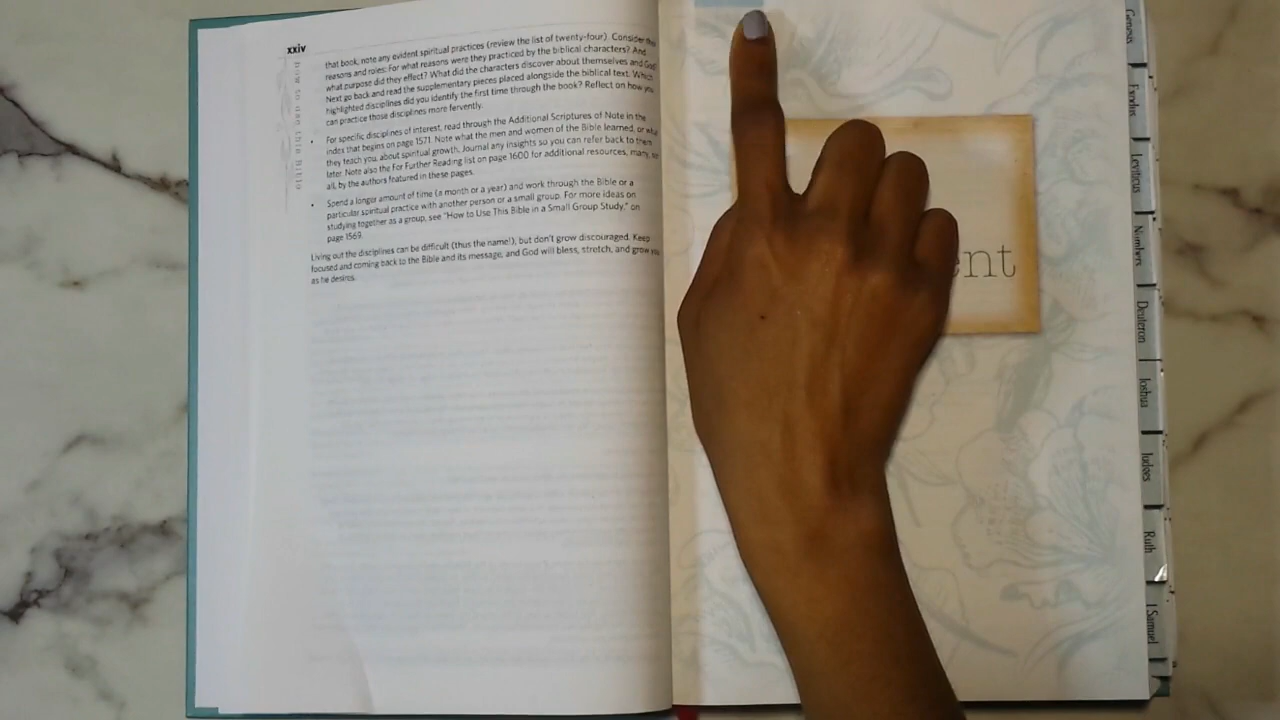 xxiv
how to use this Bible
that book, note any evident spiritual practices (review the list of twenty-four). Consider the
reasons and roles: For what reasons were they practiced by the biblical characters? And
what purpose did they effect? What did the characters discover about themselves and God?
Next go back and read the supplementary pieces placed alongside the biblical text. Which
highlighted disciplines did you identify the first time through the book? Reflect on how you
can practice those disciplines more fervently.
• For specific disciplines of interest, read through the Additional Scriptures of Note in the
index that begins on page 1571. Note what the men and women of the Bible learned, or what
they teach you, about spiritual growth. Journal any insights so you can refer back to them
later. Note also the For Further Reading list on page 1600 for additional resources, many, not
all, by the authors featured in these pages.
• Spend a longer amount of time (a month or a year) and work through the Bible or a
particular spiritual practice with another person or a small group. For more ideas on
studying together as a group, see "How to Use This Bible in a Small Group Study," on
page 1569.
Living out the disciplines can be difficult (thus the name!), but don't grow discouraged. Keep
focused and coming back to the Bible and its message, and God will bless, stretch, and grow you
as he desires.
ent
Genesis
Exodus
Leviticus
Numbers
Deuteron
Joshua
Judges
Ruth
1 Samuel